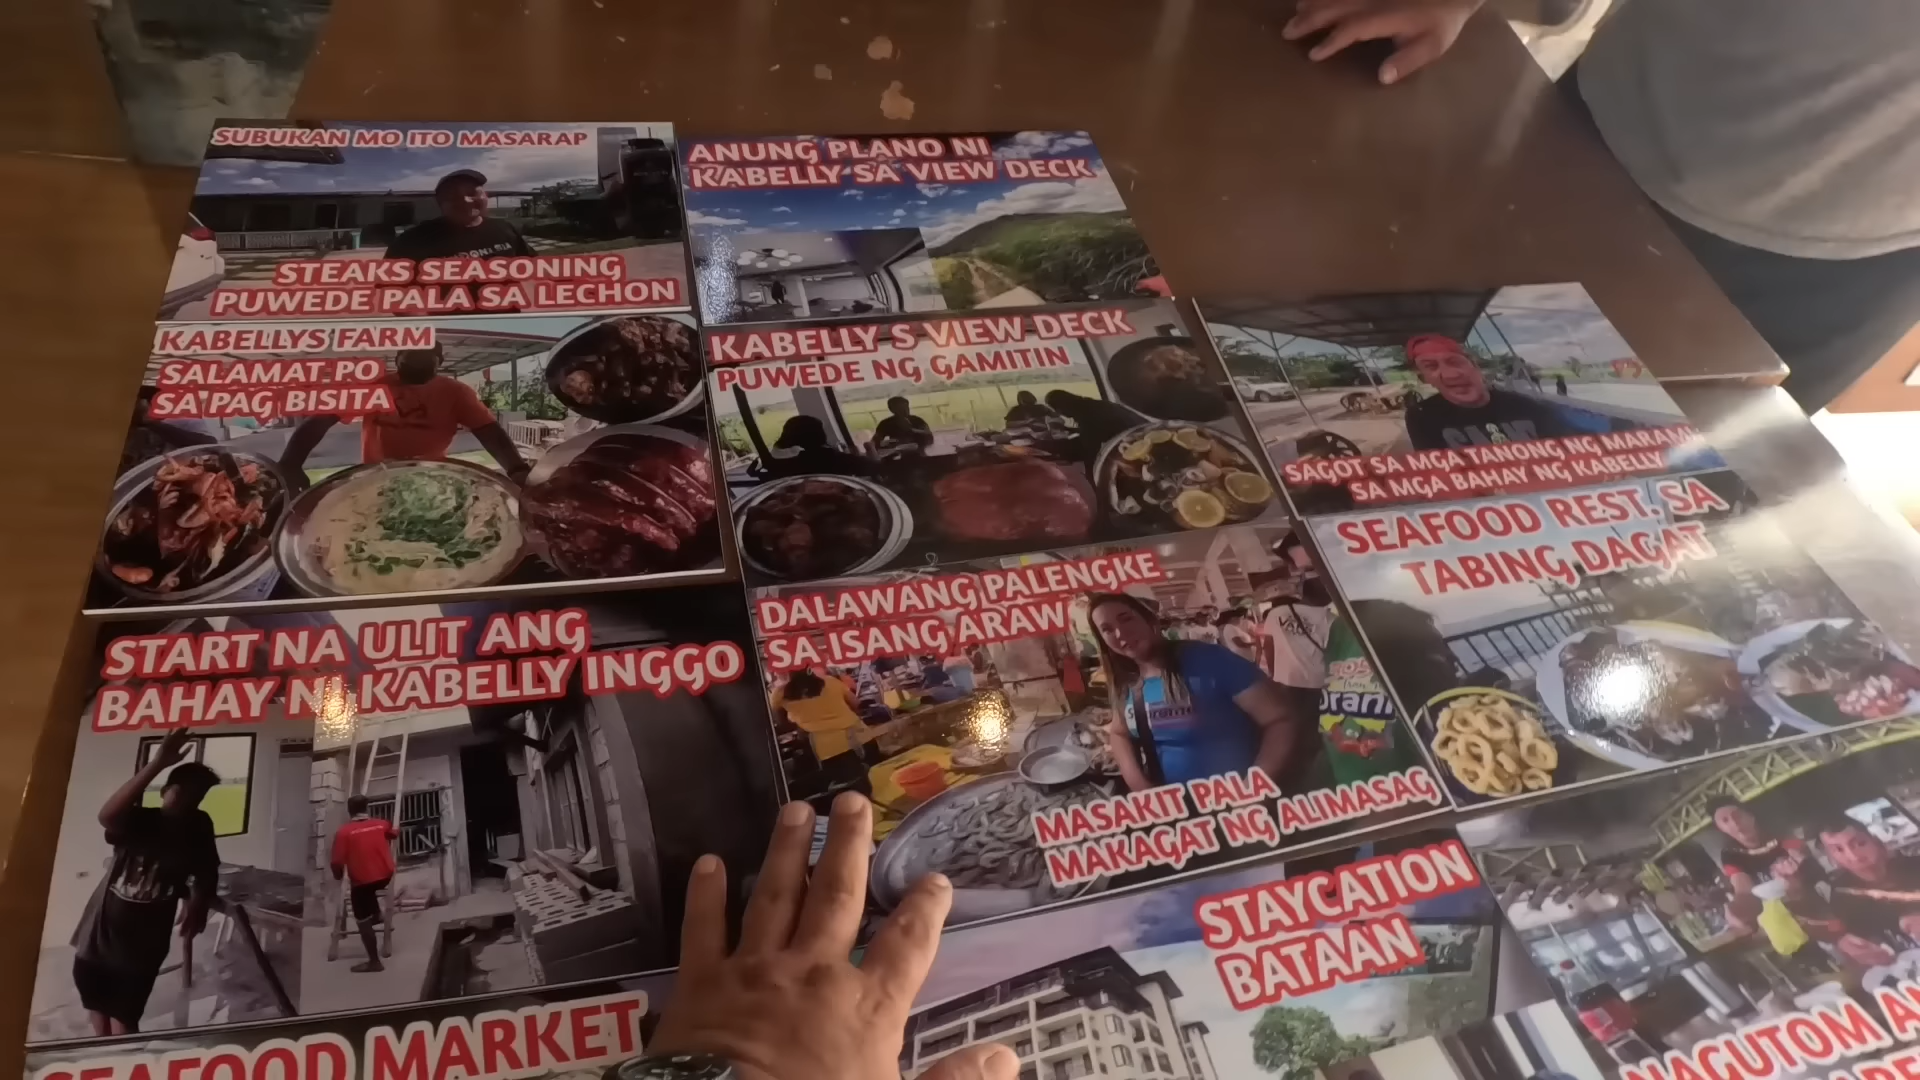 SUBUKAN MO ITO MASARAP
STEAKS SEASONING
PUWEDE PALA SA LECHON
ANUNG PLANO NI
KABELLY SA VIEW DECK
KABELLYS FARM
SALAMAT PO
SA PAG BISITA
KABELLY S VIEW DECK
PUWEDE NG GAMITIN
SAGOT SA MGA TANONG NG MARAMI
SA MGA BAHAY NG KABELLY
START NA ULIT ANG
BAHAY NI KABELLY INGGO
DALAWANG PALENGKE
SA ISANG ARAW
MASAKIT PALA
MAKAGAT NG ALIMASAG
SEAFOOD REST. SA
TABING DAGAT
SEAFOOD MARKET
STAYCATION
BATAAN
NAGUTOM